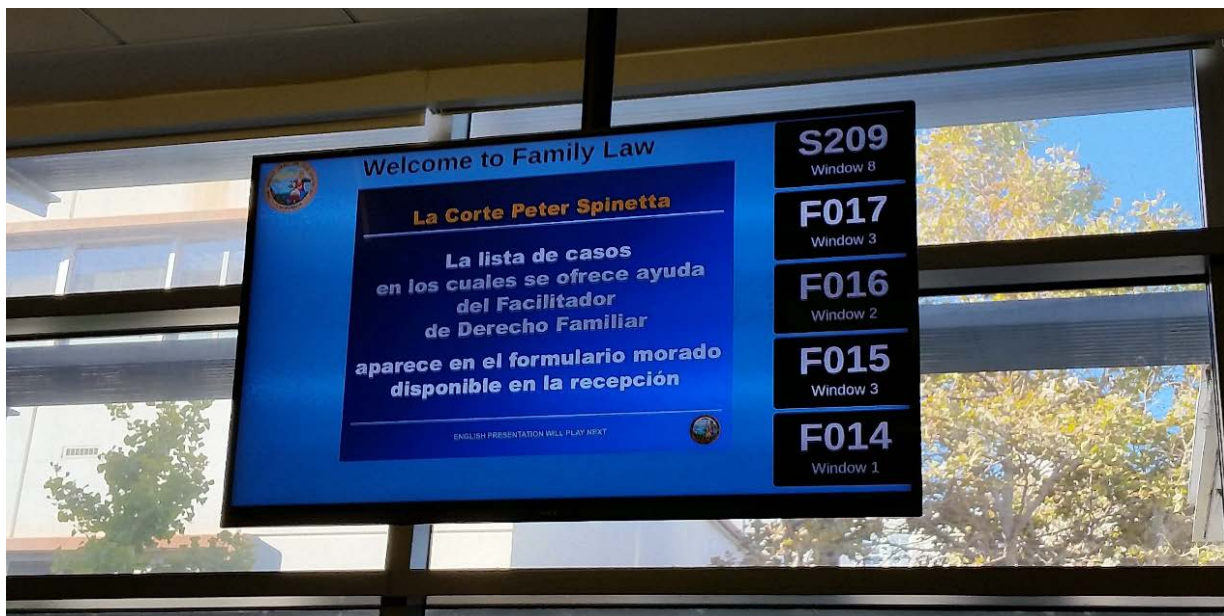 Welcome to Family Law
La Corte Peter Spinetta
La lista de casos
en los cuales se ofrece ayuda
del Facilitador
de Derecho Familiar
aparece en el formulario morado
disponible en la recepción
ENGLISH PRESENTATION WILL PLAY NEXT
S209
Window 8
F017
Window 3
F016
Window 2
F015
Window 3
F014
Window 1